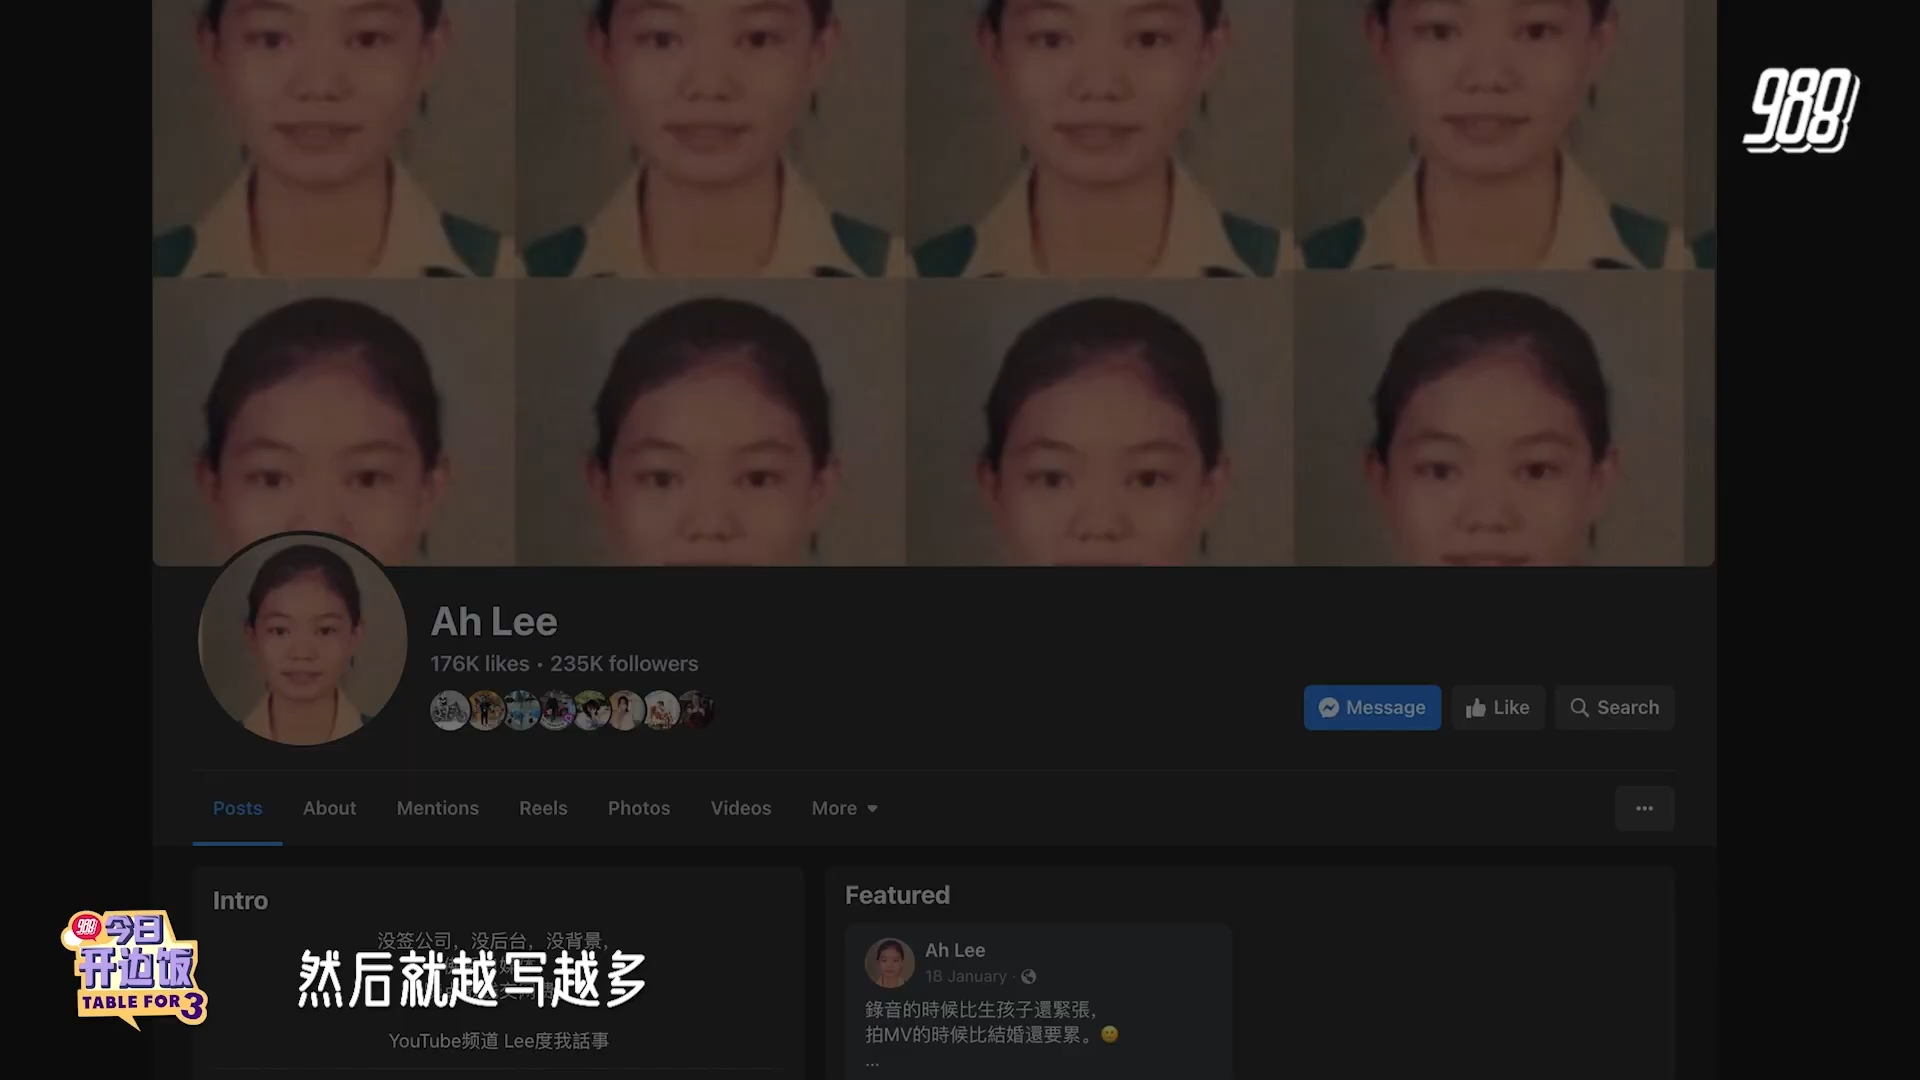 988
Ah Lee
176K likes • 235K followers
Message
Like
Search
Posts
About
Mentions
Reels
Photos
Videos
More
Intro
没签公司，没后台，没背景，
YouTube频道 Lee度我話事
Featured
Ah Lee
18 January
錄音的時候比生孩子還緊張，
拍MV的時候比結婚還要累。
...
988
今日
开边饭
TABLE FOR 3
然后就越写越多